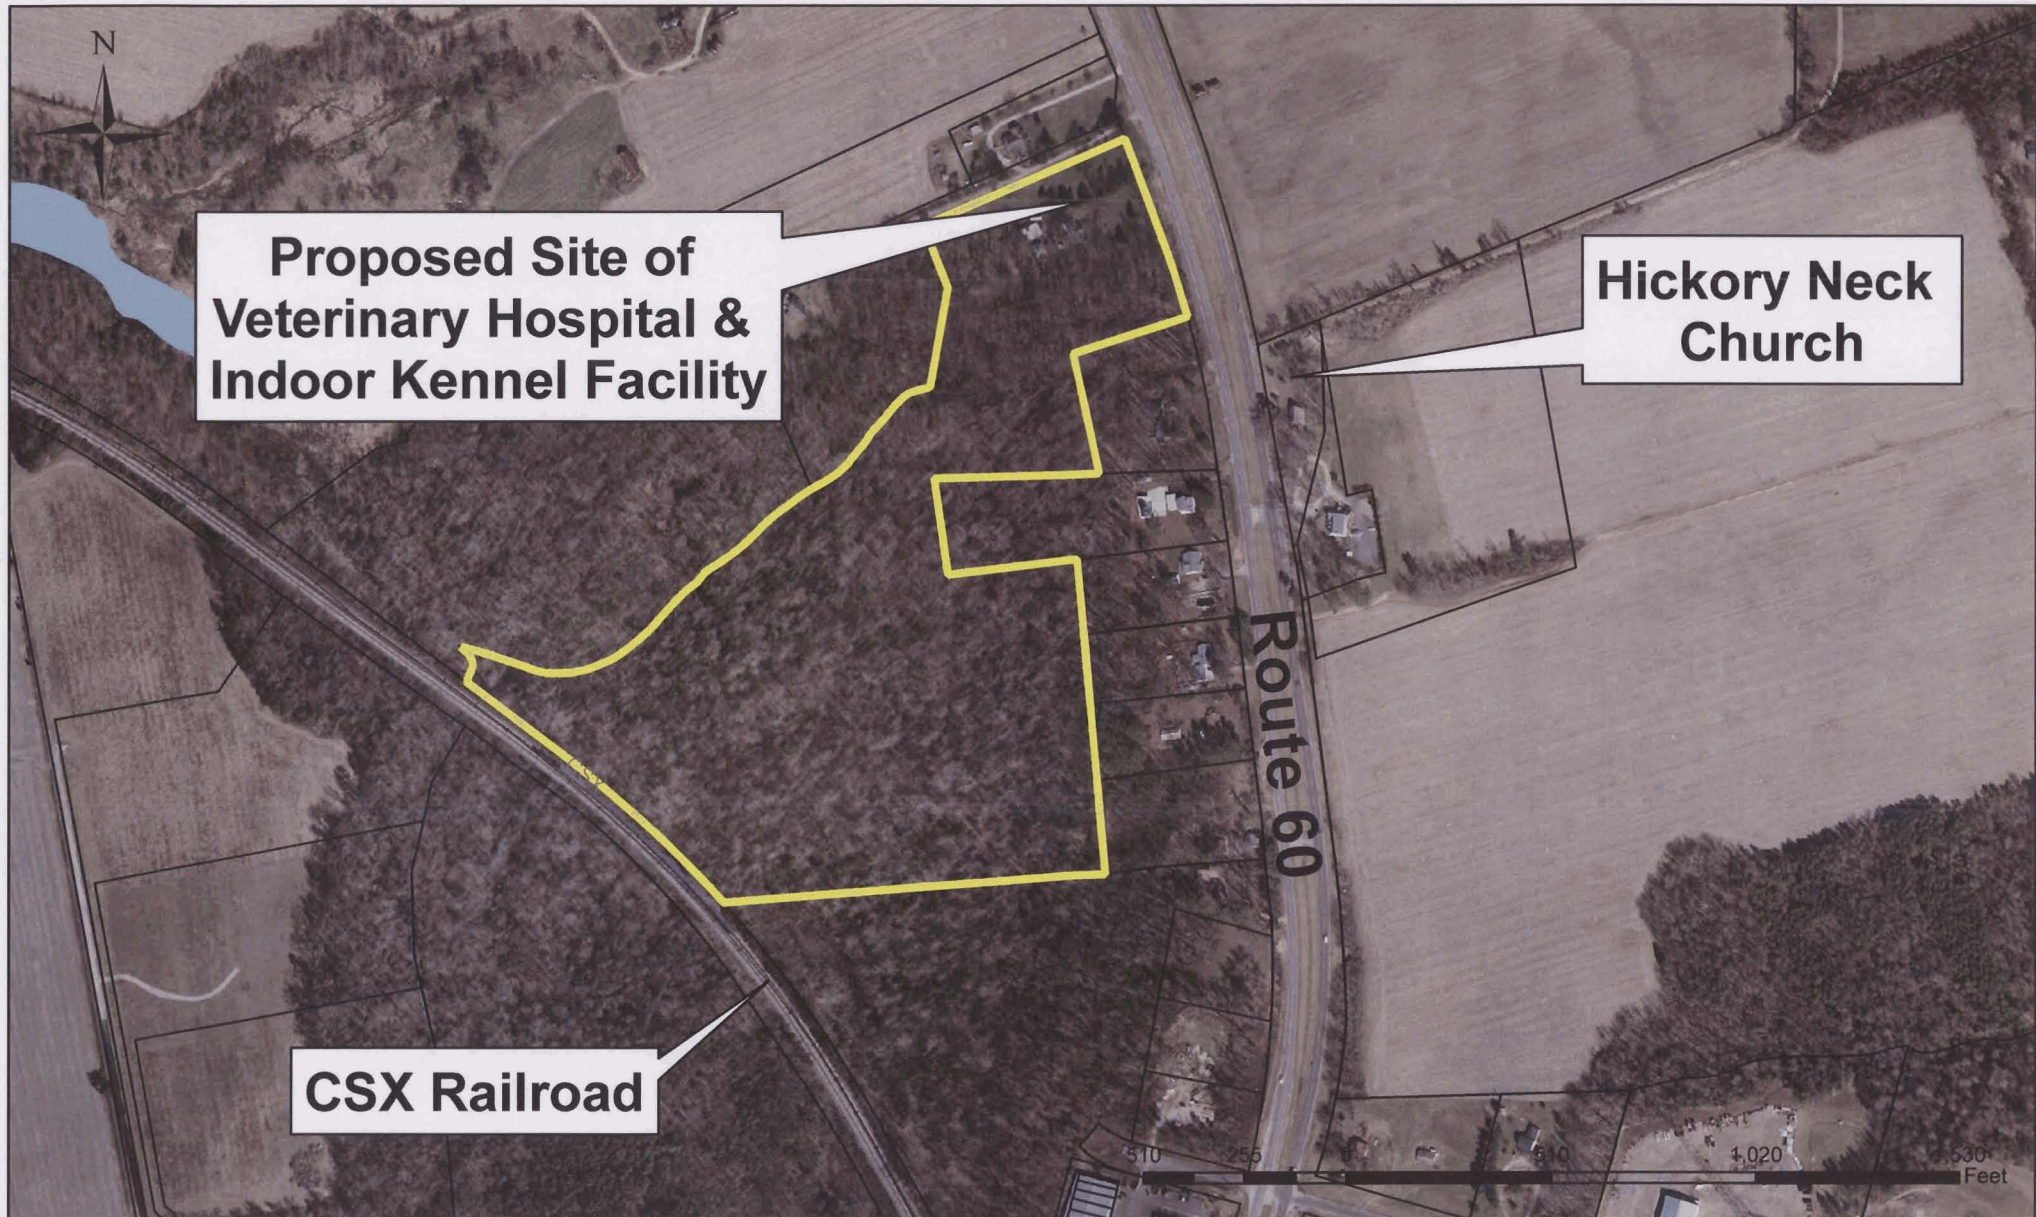 N
Proposed Site of
Veterinary Hospital &
Indoor Kennel Facility
Hickory Neck
Church
Route 60
CSX
CSX Railroad
510 255 0 510 1,020 1,530
Feet